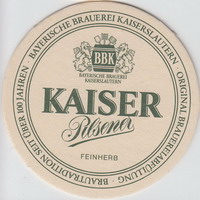 BAYERISCHE BRAUEREI KAISERSLAUTERN · ORIGINAL BRAUEREIABFÜLLUNG · BRAUTRADITION SEIT ÜBER 100 JAHREN ·
BBK
BAYERISCHE BRAUEREI
KAISERSLAUTERN
KAISER
Pilsener
FEINHERB